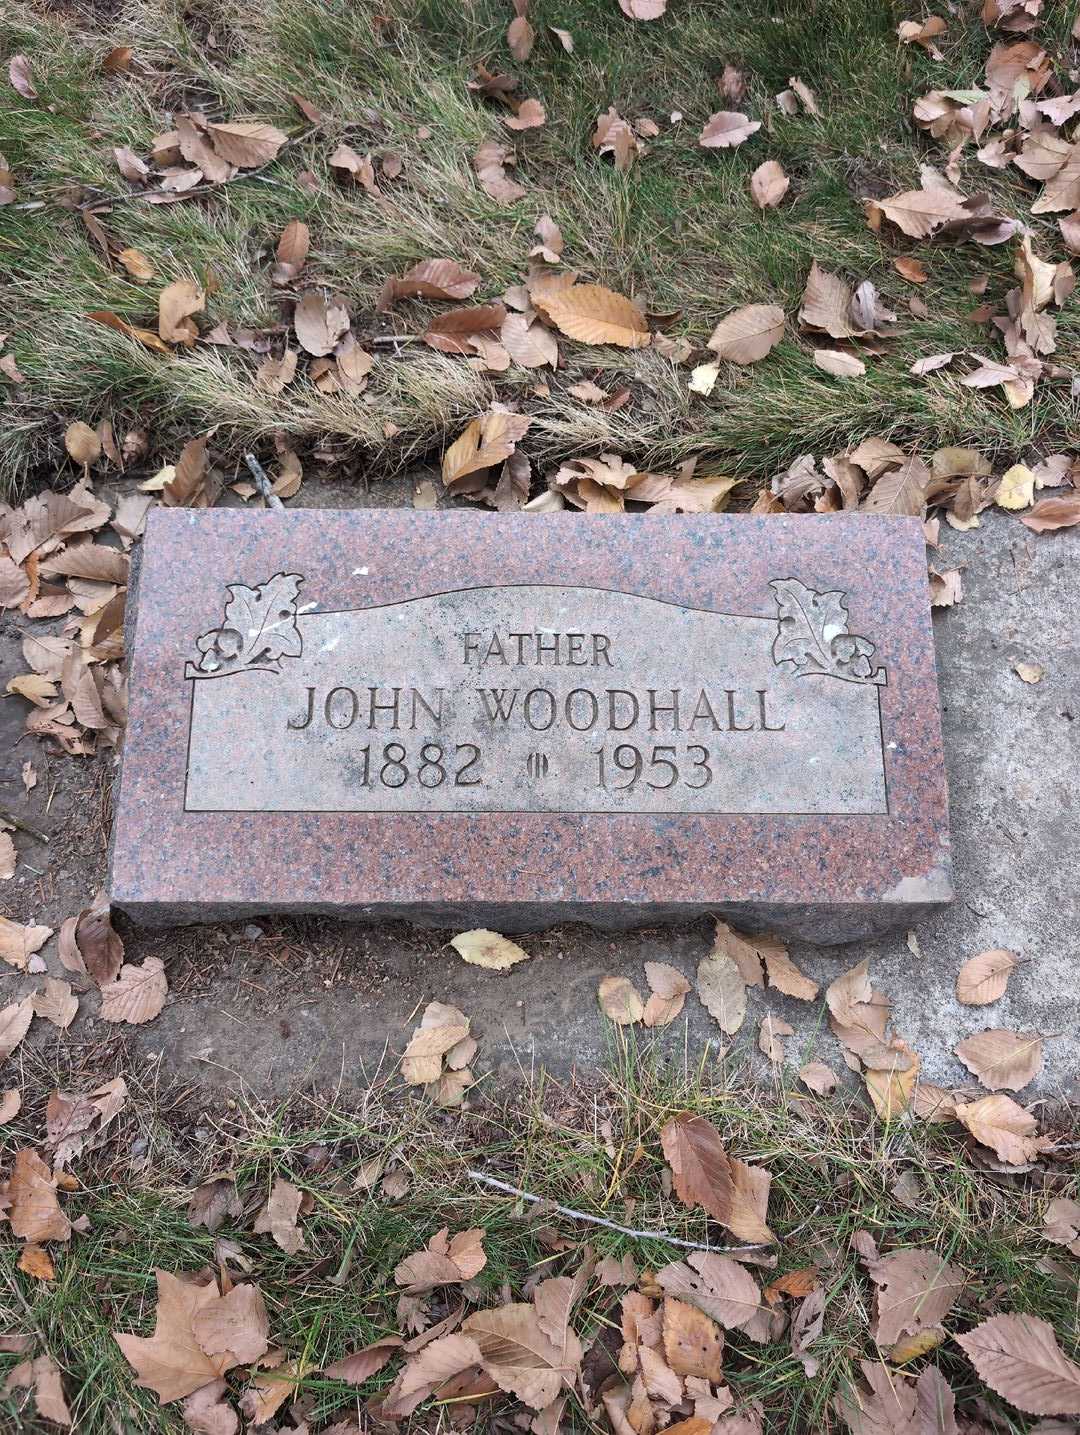 FATHER
JOHN WOODHALL
1882 1953